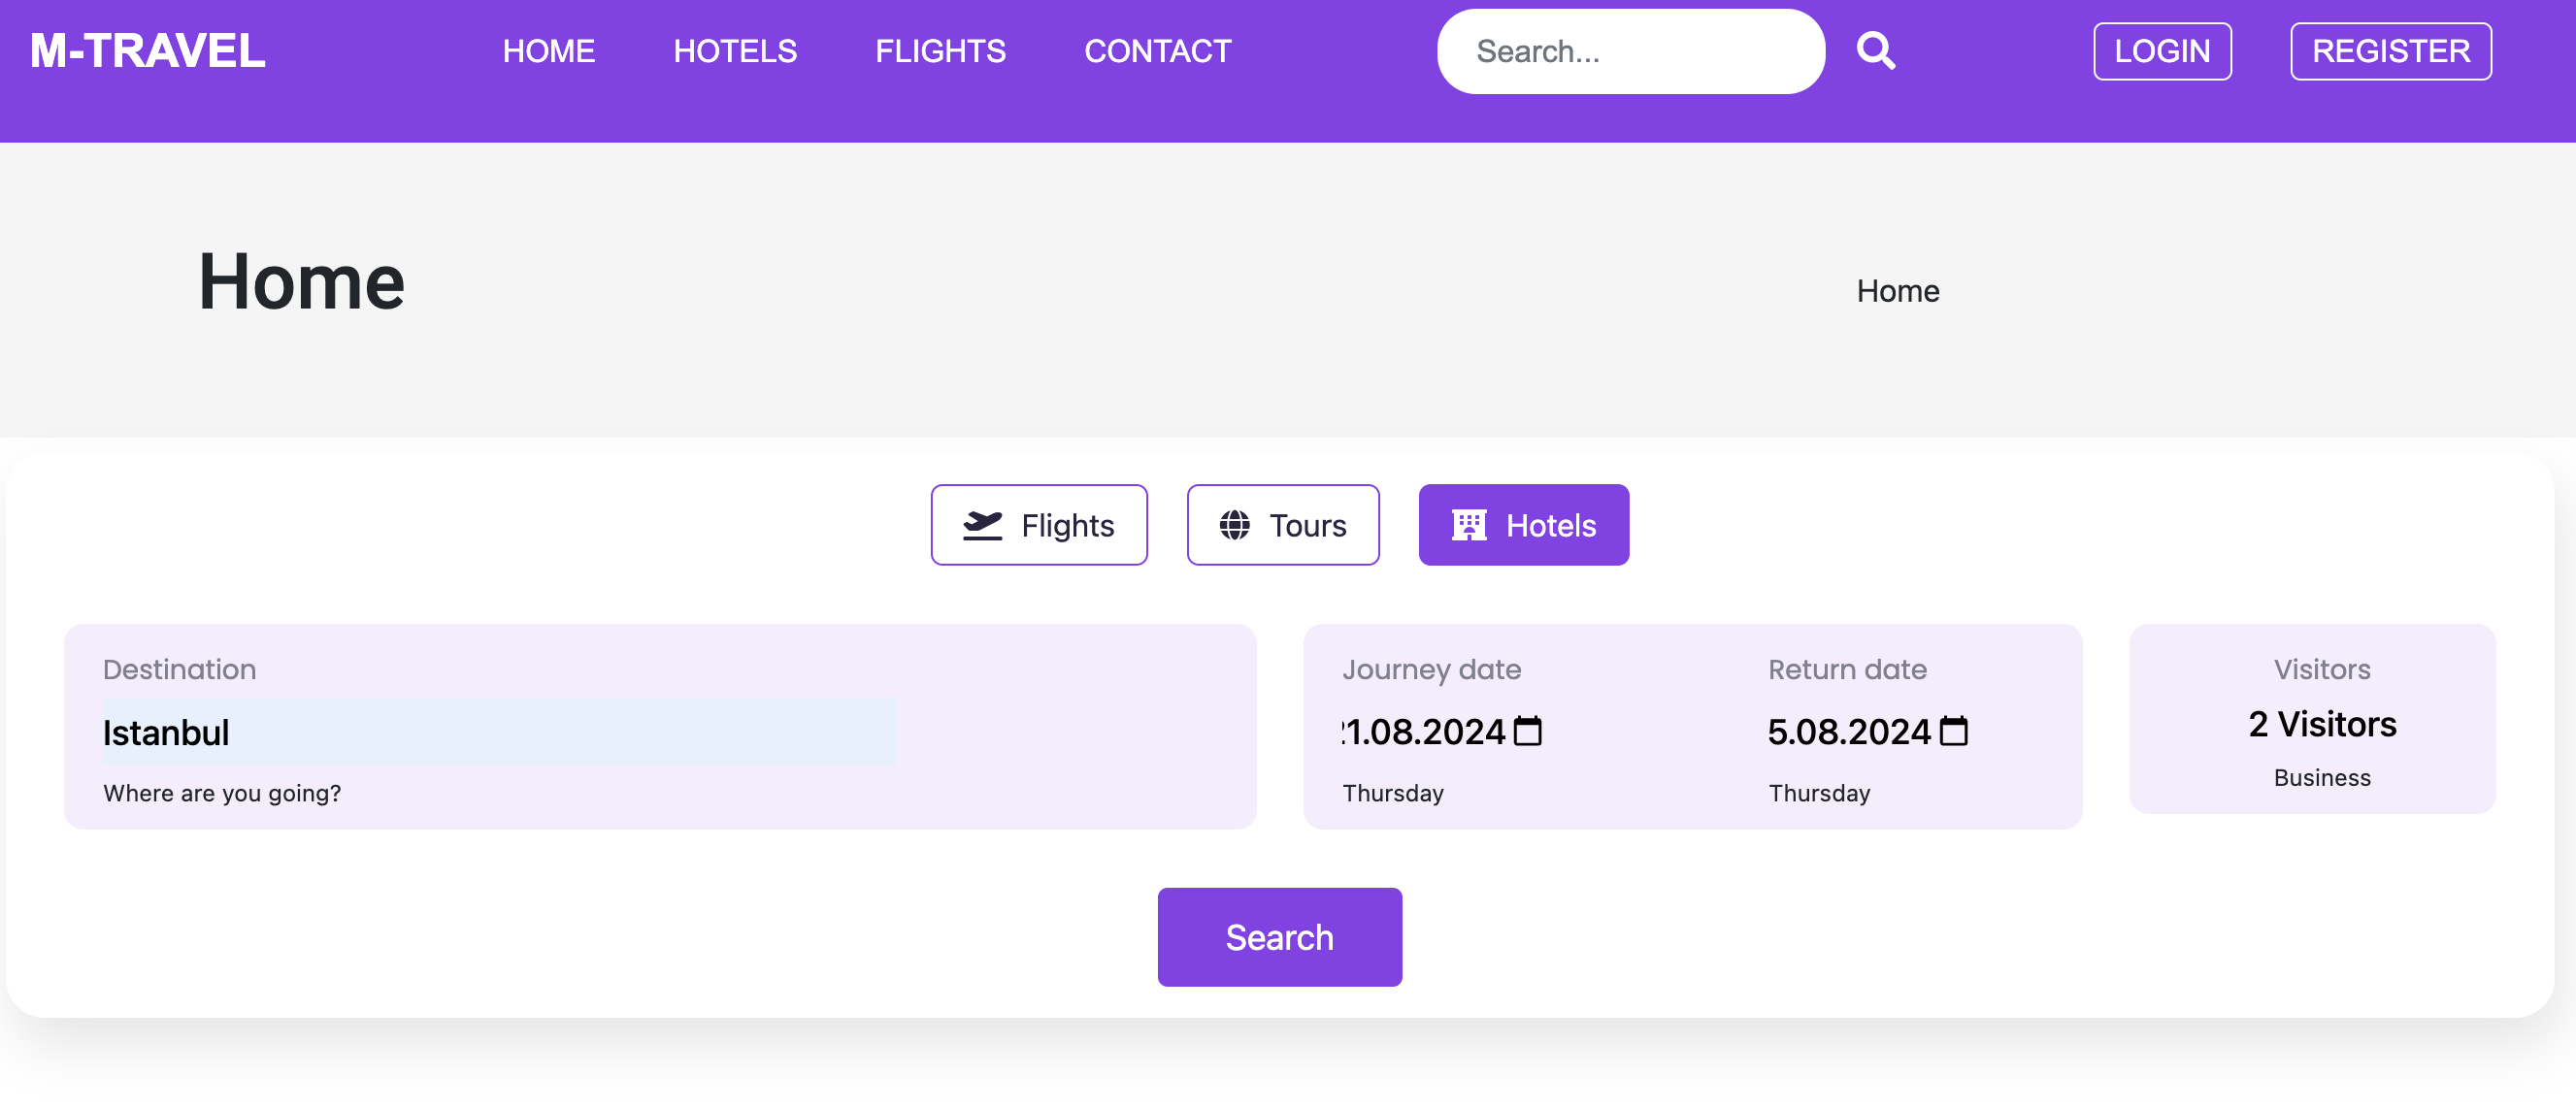 M-TRAVEL HOME HOTELS FLIGHTS CONTACT Search... LOGIN REGISTER
Home
Home
Flights Tours Hotels
Destination
Istanbul
Where are you going?
Journey date
1.08.2024
Thursday
Return date
5.08.2024
Thursday
Visitors
2 Visitors
Business
Search